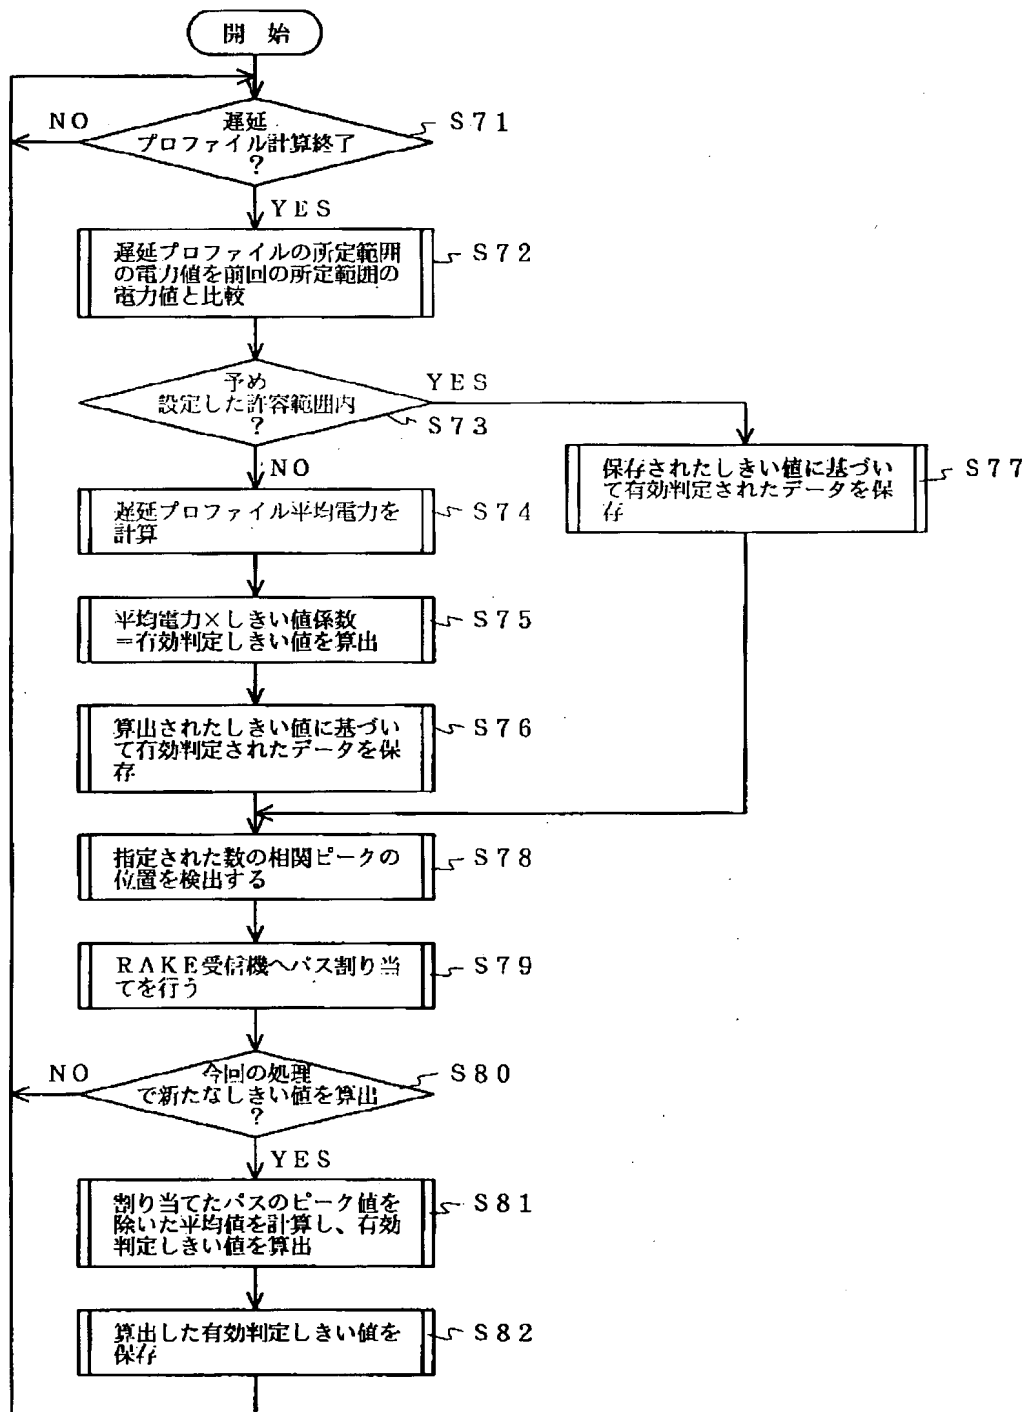 開 始
NO
遅延
プロファイル計算終了
?
S71
YES
遅延プロファイルの所定範囲
の電力値を前回の所定範囲の
電力値と比較
S72
予め
設定した許容範囲内
?
YES
S73
NO
保存されたしきい値に基づい
て有効判定されたデータを保
存
S77
遅延プロファイル平均電力を
計算
S74
平均電力×しきい値係数
=有効判定しきい値を算出
S75
算出されたしきい値に基づい
て有効判定されたデータを保
存
S76
指定された数の相関ピークの
位置を検出する
S78
RAKE受信機へパス割り当
てを行う
S79
NO
今回の処理
で新たなしきい値を算出
?
S80
YES
割り当てたパスのピーク値を
除いた平均値を計算し、有効
判定しきい値を算出
S81
算出した有効判定しきい値を
保存
S82